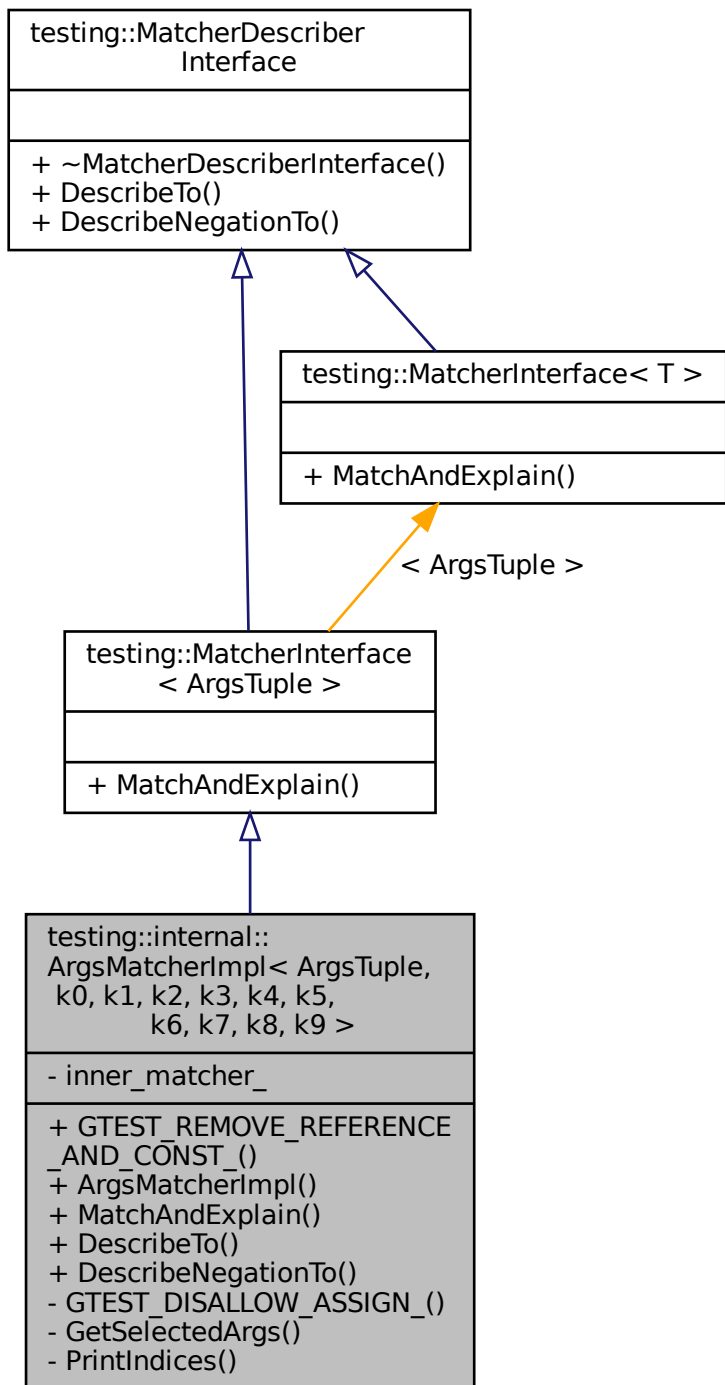 testing::MatcherDescriber
Interface
+ ~MatcherDescriberInterface()
+ DescribeTo()
+ DescribeNegationTo()
testing::MatcherInterface< T >
+ MatchAndExplain()
< ArgsTuple >
testing::MatcherInterface
< ArgsTuple >
+ MatchAndExplain()
testing::internal::
ArgsMatcherImpl< ArgsTuple,
k0, k1, k2, k3, k4, k5,
k6, k7, k8, k9 >
- inner_matcher_
+ GTEST_REMOVE_REFERENCE
_AND_CONST_()
+ ArgsMatcherImpl()
+ MatchAndExplain()
+ DescribeTo()
+ DescribeNegationTo()
- GTEST_DISALLOW_ASSIGN_()
- GetSelectedArgs()
- PrintIndices()